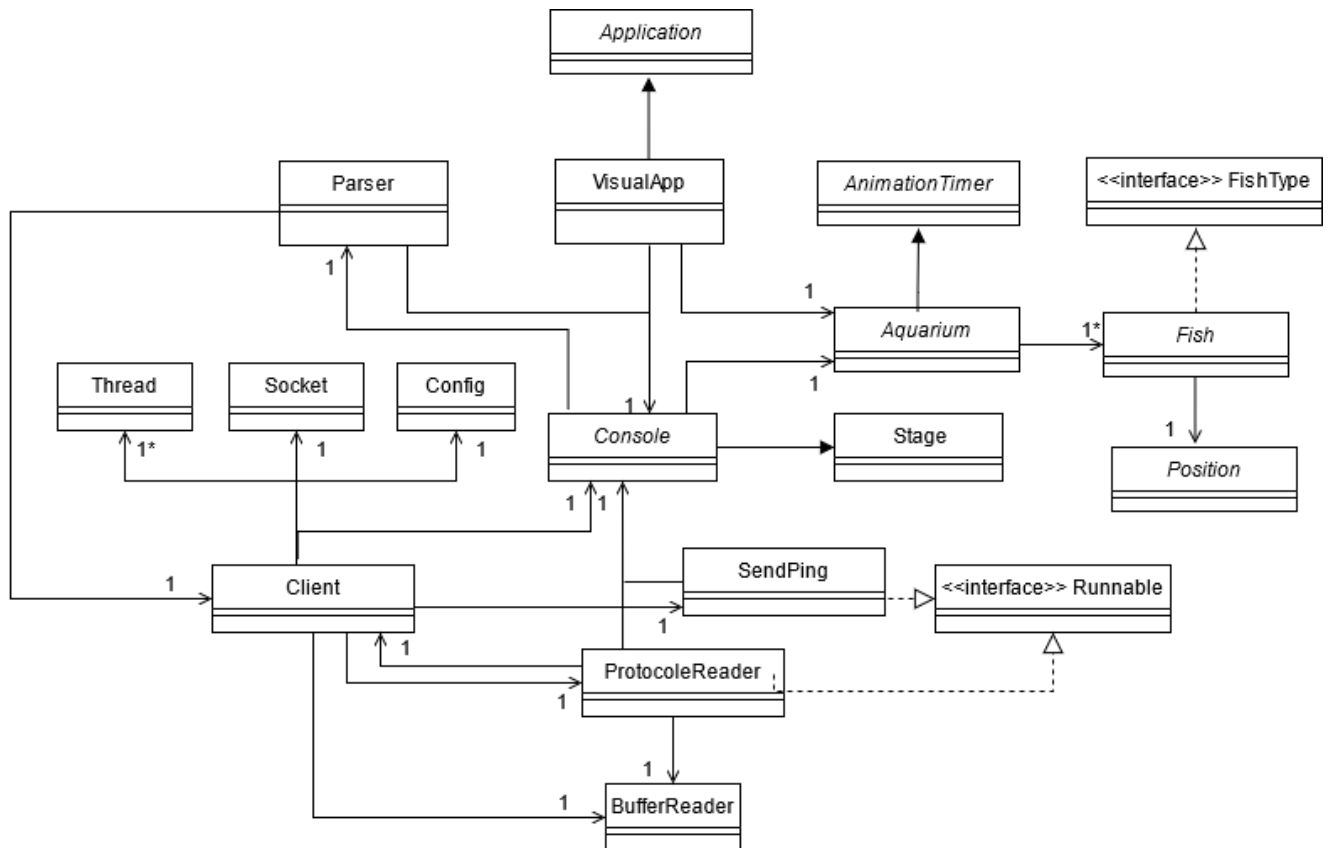 Application
Parser
VisualApp
AnimationTimer
<<interface>> FishType
1
1
Aquarium
1*
Fish
Thread
Socket
Config
1
1
1*
1
1
Console
Stage
1
Position
1
1
1
Client
SendPing
<<interface>> Runnable
1
1
ProtocoleReader
1
1
1
BufferReader